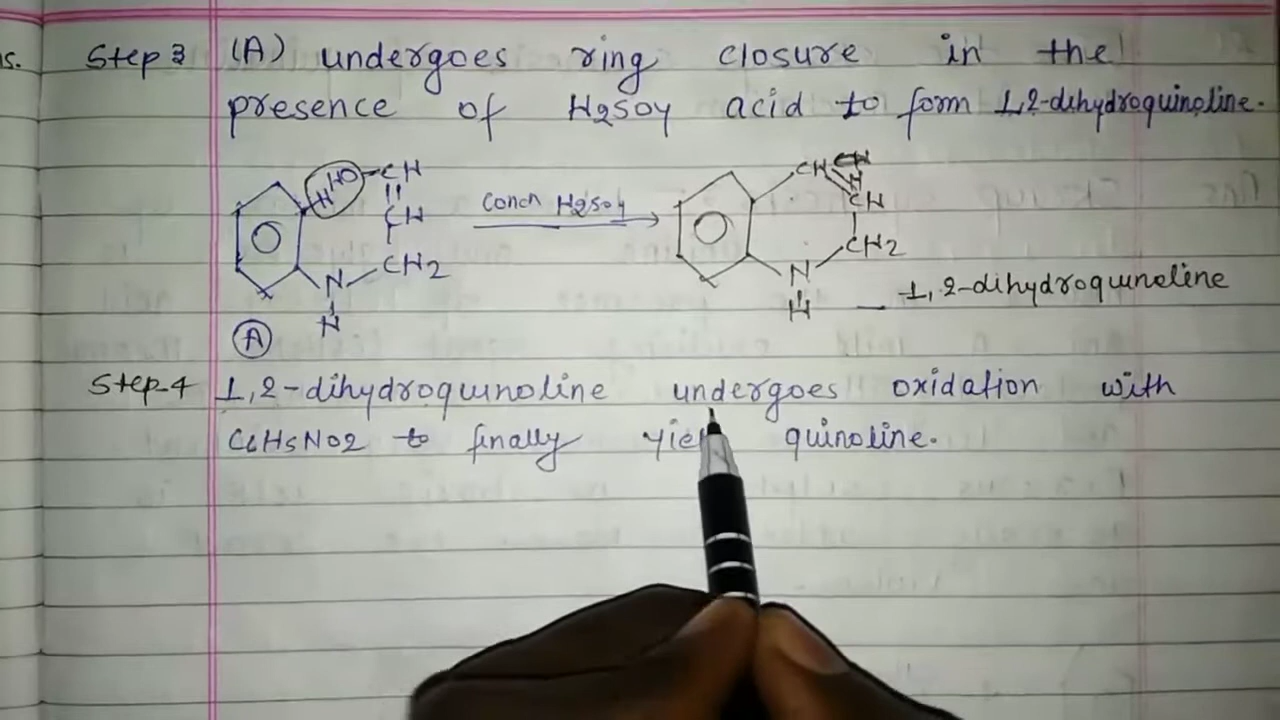 s. Step 3 (A) undergoes ring closure in the
presence of H2SO4 acid to form 1,2-dihydroquinoline.
H HO-CH
CH
CH2
N
H
A
Concn H2SO4
CH
CH
CH2
N
H
1,2-dihydroquinoline
Step-4 1,2-dihydroquinoline undergoes oxidation with
C6H5NO2 to finally yield quinoline.